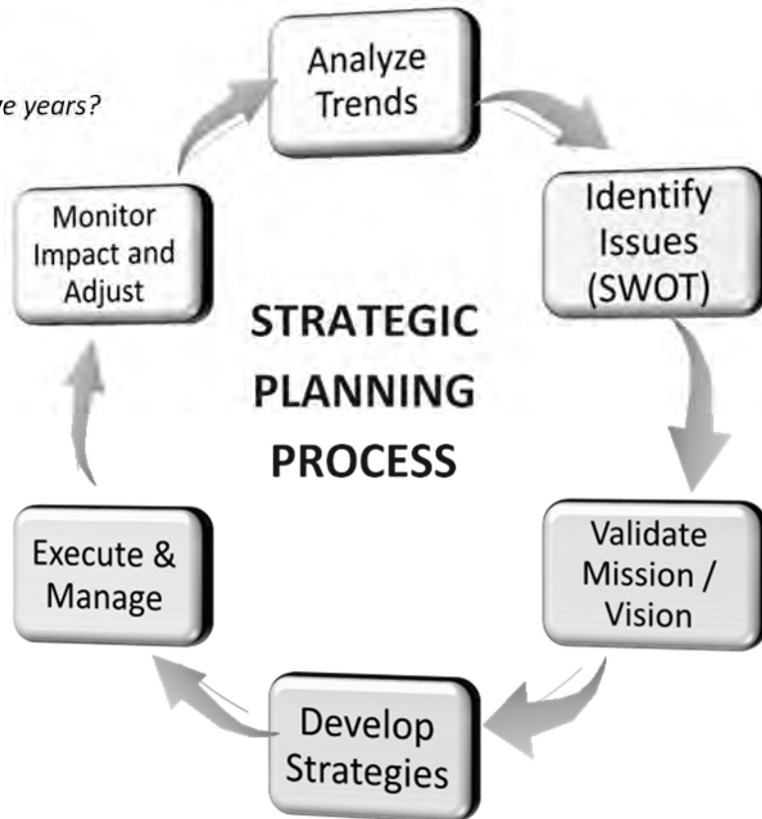 Analyze
Trends
ve years?
Identify
Issues
(SWOT)
Monitor
Impact and
Adjust
STRATEGIC
PLANNING
PROCESS
Validate
Mission /
Vision
Execute &
Manage
Develop
Strategies